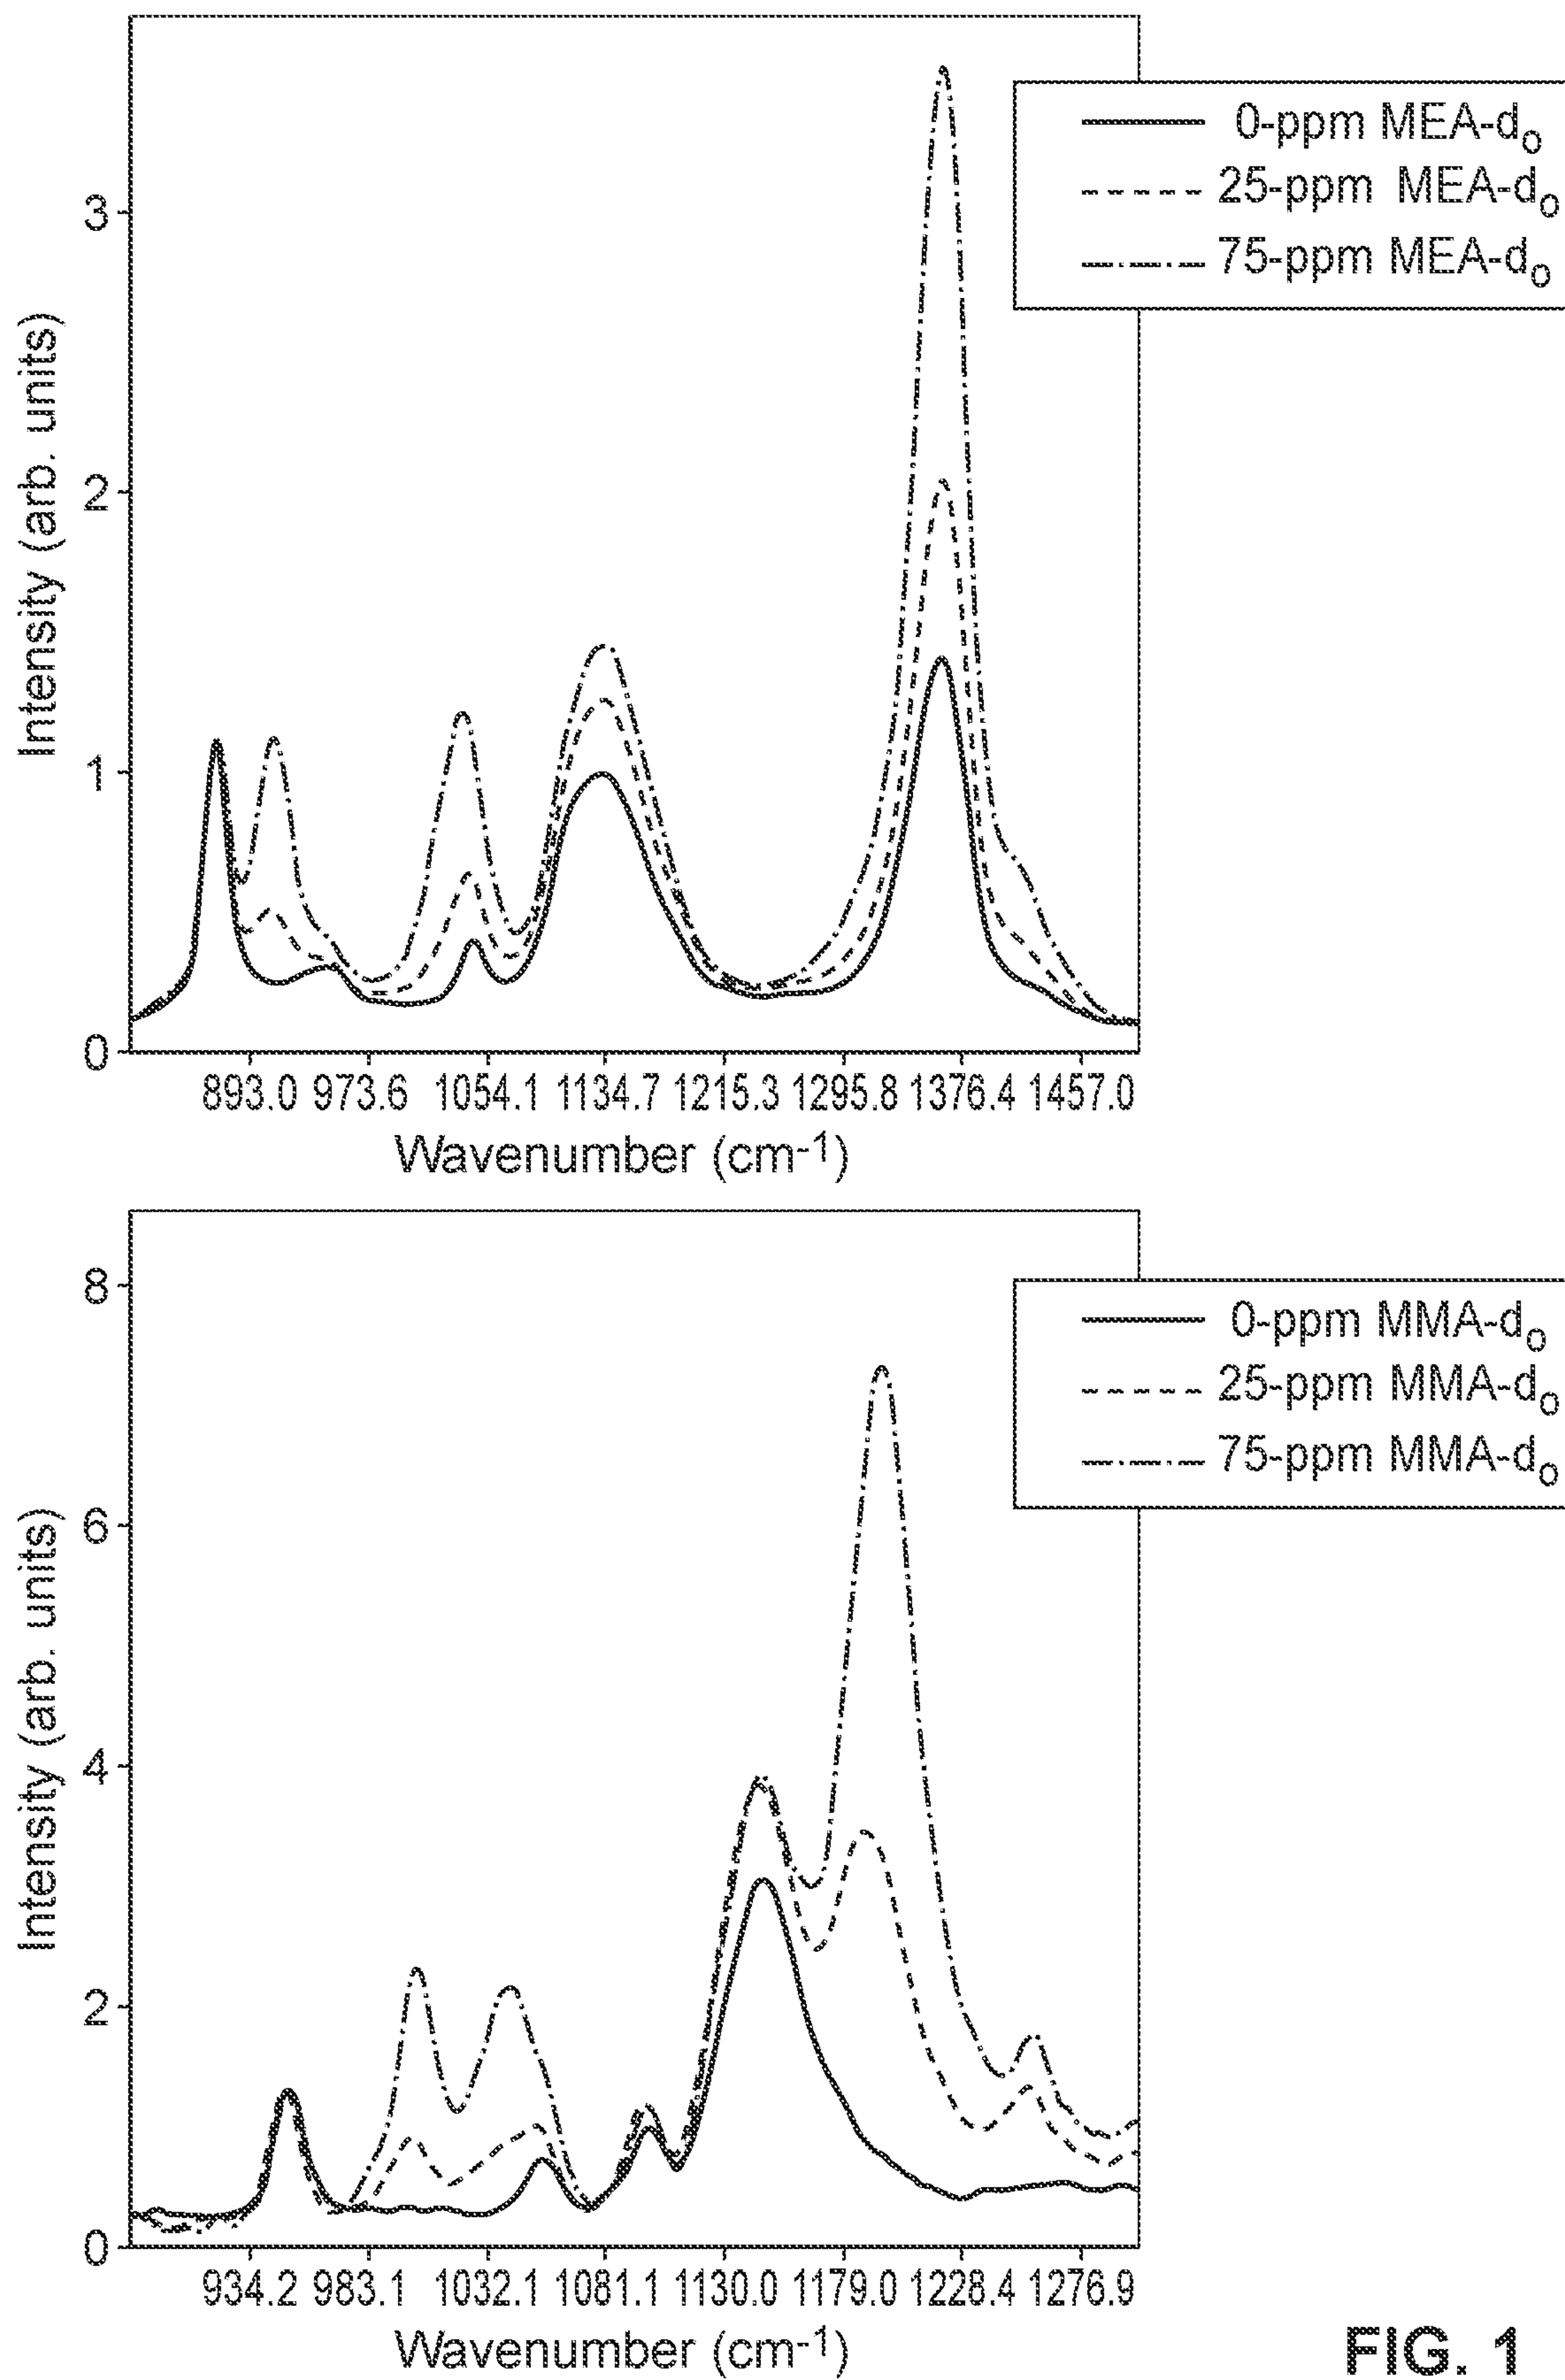 0-ppm MEA-do
25-ppm MEA-do
75-ppm MEA-do
Intensity (arb. units)
3
2
1
0
893.0 973.6 1054.1 1134.7 1215.3 1295.8 1376.4 1457.0
Wavenumber (cm-1)
0-ppm MMA-do
25-ppm MMA-do
75-ppm MMA-do
Intensity (arb. units)
8
6
4
2
0
934.2 983.1 1032.1 1081.1 1130.0 1179.0 1228.4 1276.9
Wavenumber (cm-1)
FIG. 1